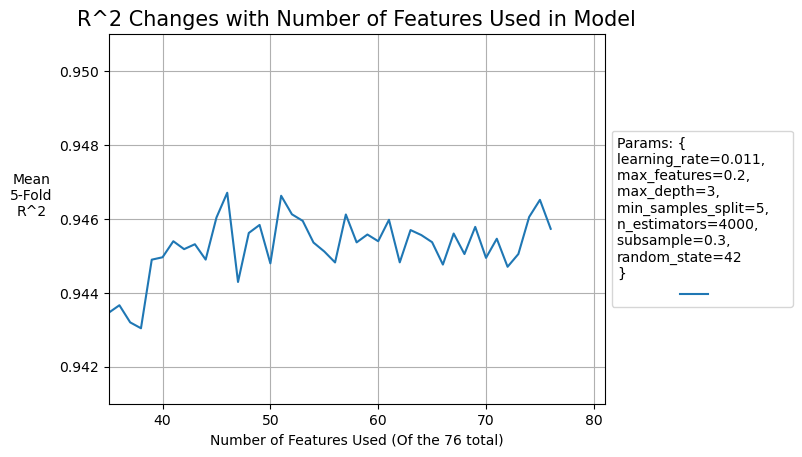 R^2 Changes with Number of Features Used in Model
0.950
0.948
0.946
0.944
0.942
Mean
5-Fold
R^2
40
50
60
70
80
Number of Features Used (Of the 76 total)
Params: {
learning_rate=0.011,
max_features=0.2,
max_depth=3,
min_samples_split=5,
n_estimators=4000,
subsample=0.3,
random_state=42
}